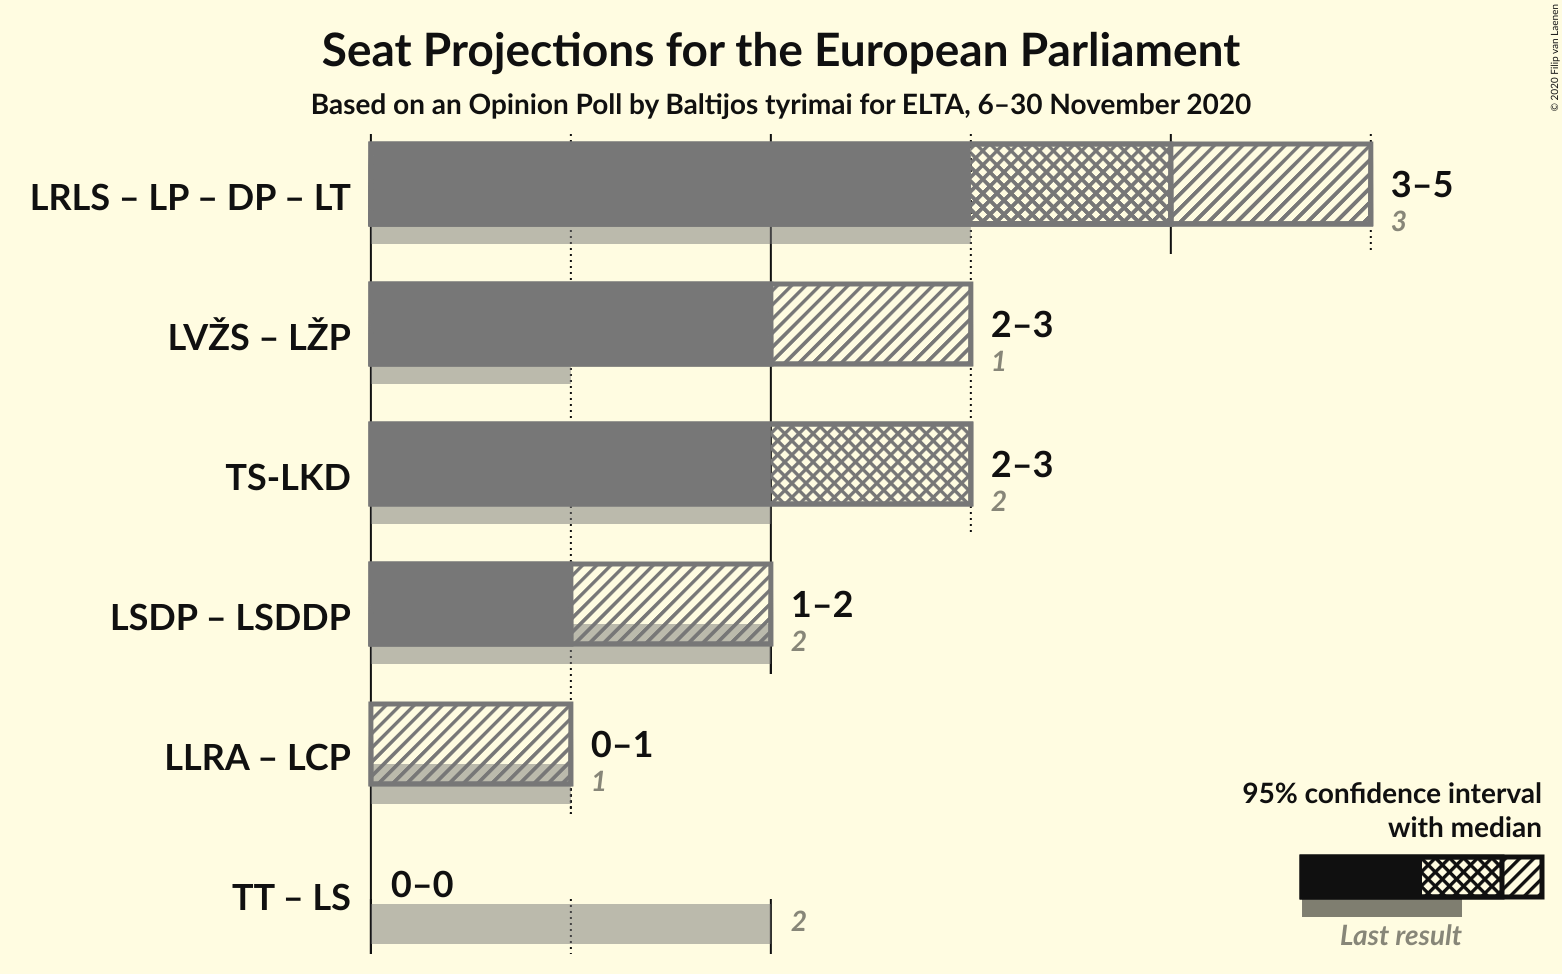 Seat Projections for the European Parliament
Based on an Opinion Poll by Baltijos tyrimai for ELTA, 6–30 November 2020
© 2020 Filip van Laenen
LRLS – LP – DP – LT
3–5
3
LVŽS – LŽP
2–3
1
TS-LKD
2–3
2
LSDP – LSDDP
1–2
2
LLRA – LCP
0–1
1
TT – LS
0–0
2
95% confidence interval
with median
Last result